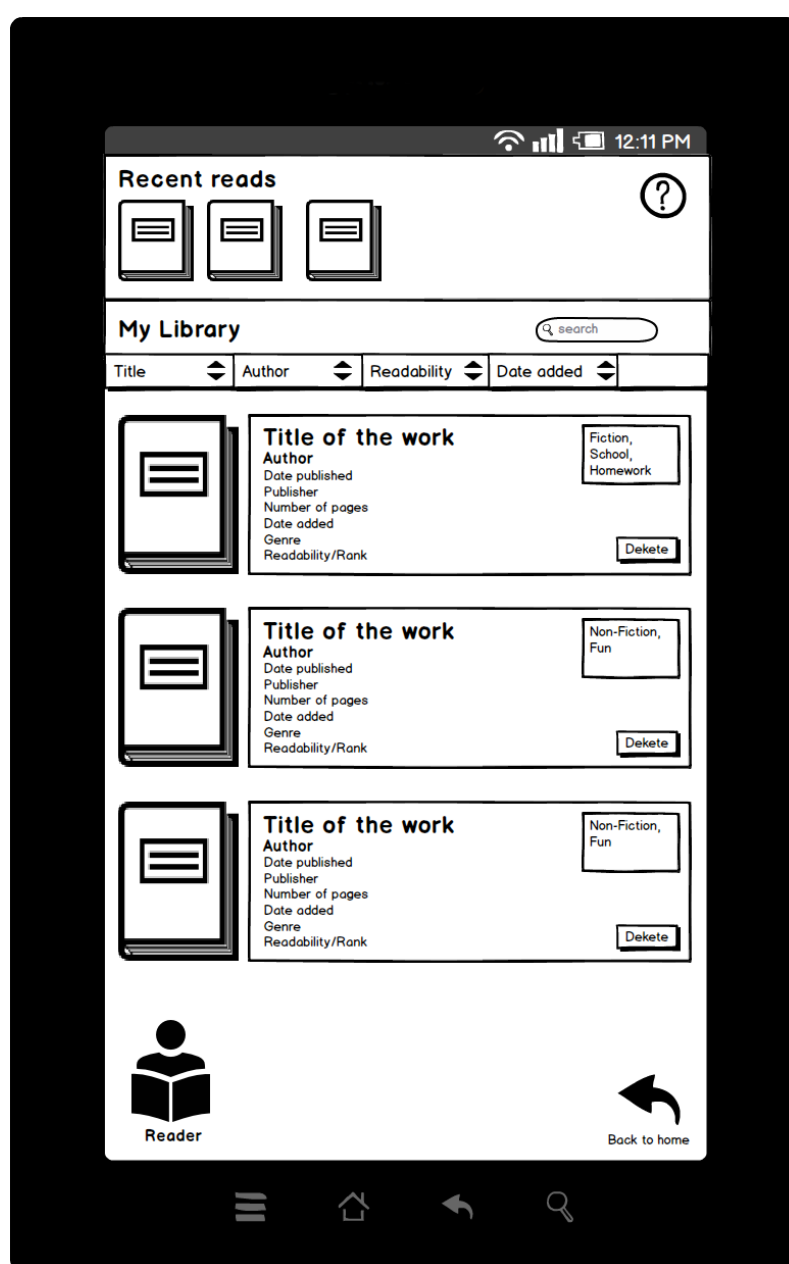 12:11 PM
Recent reads
?
My Library
search
Title Author Readability Date added
Title of the work
Author
Date published
Publisher
Number of pages
Date added
Genre
Readability/Rank
Fiction,
School,
Homework
Dekete
Title of the work
Author
Date published
Publisher
Number of pages
Date added
Genre
Readability/Rank
Non-Fiction,
Fun
Dekete
Title of the work
Author
Date published
Publisher
Number of pages
Date added
Genre
Readability/Rank
Non-Fiction,
Fun
Dekete
Reader
Back to home